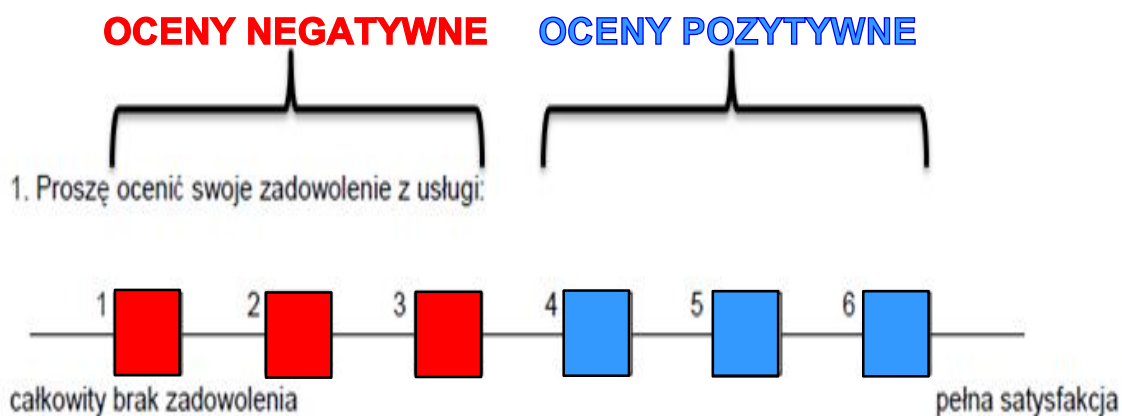 OCENY NEGATYWNE OCENY POZYTYWNE
1. Proszę ocenić swoje zadowolenie z usługi:
1 2 3 4 5 6
całkowity brak zadowolenia pełna satysfakcja